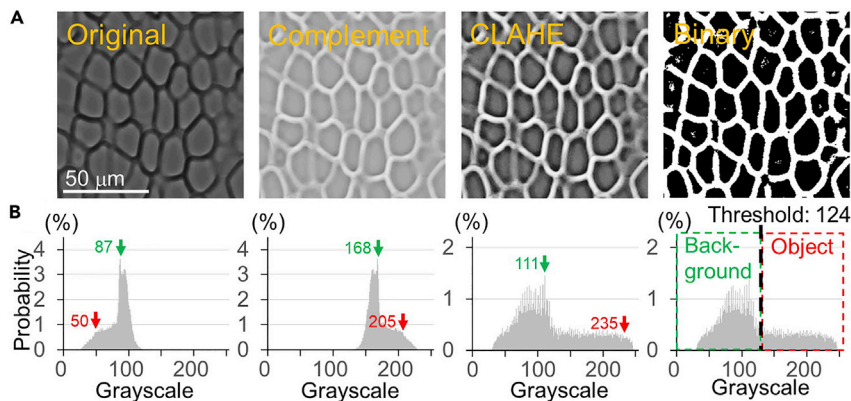 A
Original
Complement
CLAHE
Binary
50 μm
B
(%)
(%)
(%)
(%)
Threshold: 124
Probability
4
3
2
1
0
87
50
0
100
200
Grayscale
4
3
2
1
0
168
205
0
100
200
Grayscale
2
1
0
111
235
0
100
200
Grayscale
2
1
0
Back-
ground
Object
0
100
200
Grayscale